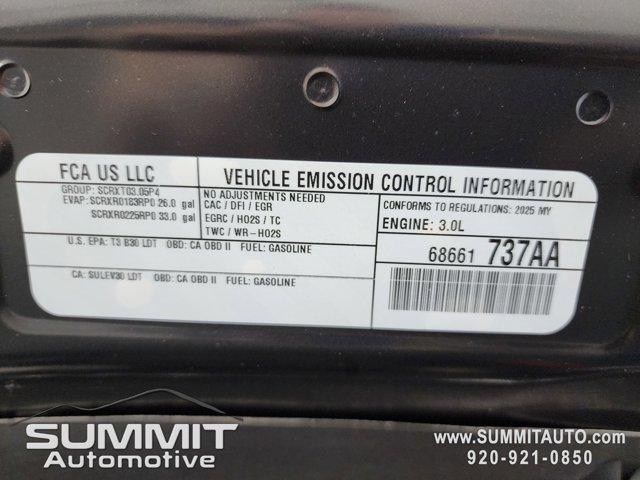 FCA US LLC
VEHICLE EMISSION CONTROL INFORMATION
GROUP: SCRXT03.05P4
EVAP: SCRXR0183RP0 26.0 gal
SCRXR0225RP0 33.0 gal
NO ADJUSTMENTS NEEDED
CAC / DFI / EGR
EGRC / HO2S / TC
TWC / WR-HO2S
CONFORMS TO REGULATIONS: 2025 MY
ENGINE: 3.0L
U.S. EPA: T3 B30 LDT OBD: CA OBD II FUEL: GASOLINE
CA: SULEV30 LDT OBD: CA OBD II FUEL: GASOLINE
68661 737AA
SUMMIT
Automotive
WWW.SUMMITAUTO.COM
920-921-0850